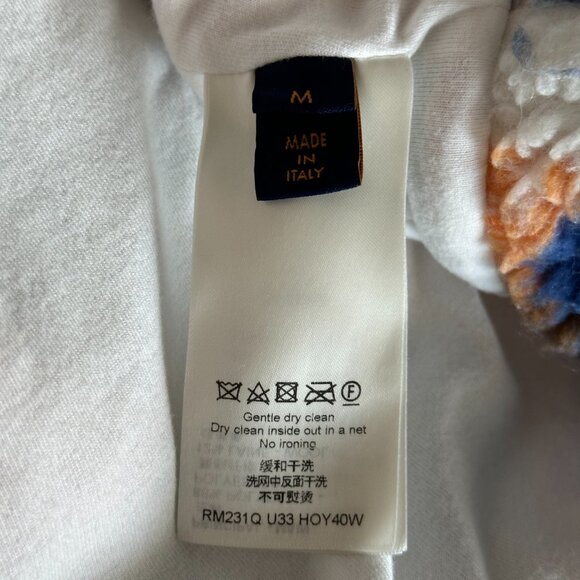 M
MADE
IN
ITALY
F
Gentle dry clean
Dry clean inside out in a net
No ironing
缓和干洗
洗网中反面干洗
不可熨烫
RM231Q U33 HOY40W